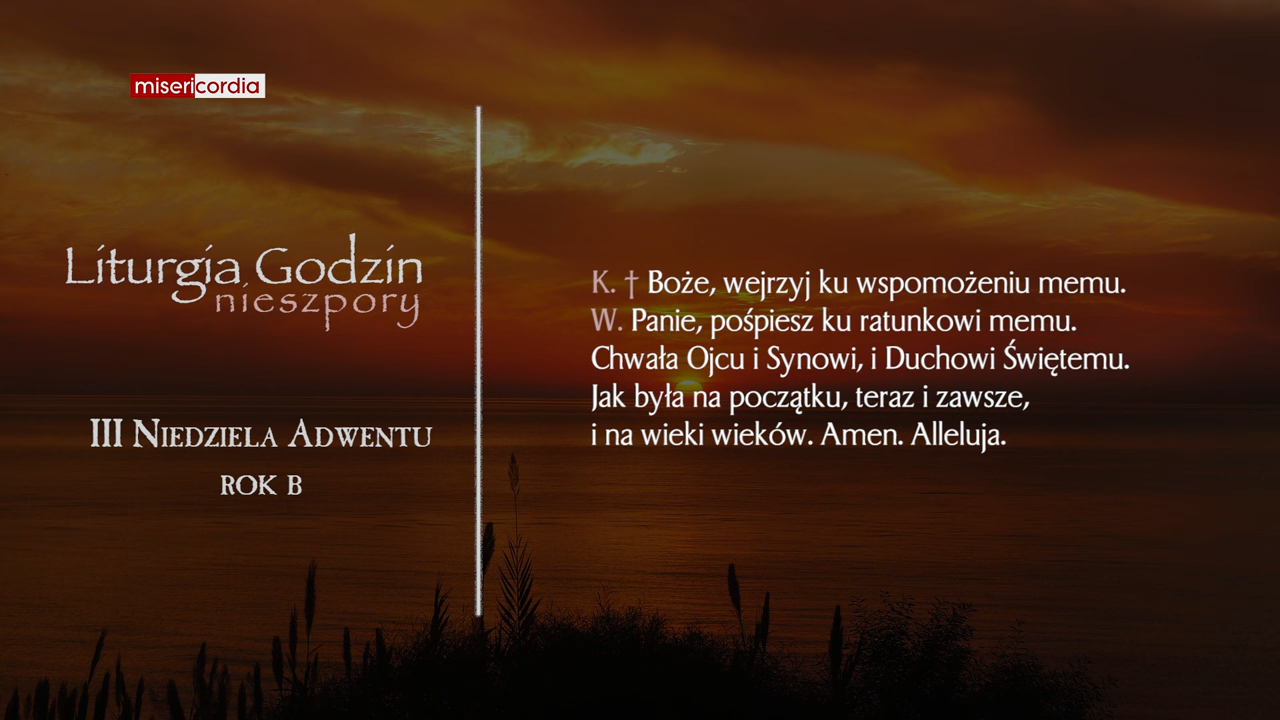 misericordia
Liturgia Godzin
nieszpory
III Niedziela Adwentu
rok B
K. † Boże, wejrzyj ku wspomożeniu memu.
W. Panie, pośpiesz ku ratunkowi memu.
Chwała Ojcu i Synowi, i Duchowi Świętemu.
Jak była na początku, teraz i zawsze,
i na wieki wieków. Amen. Alleluja.